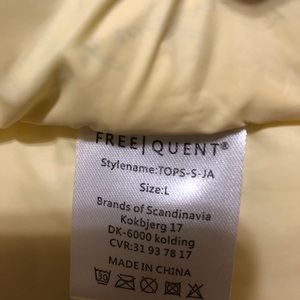 FREE|QUENT®
Stylename:TOPS-S-JA
Size:L
Brands of Scandinavia
Kokbjerg 17
DK-6000 kolding
CVR:31 93 78 17
MADE IN CHINA
30